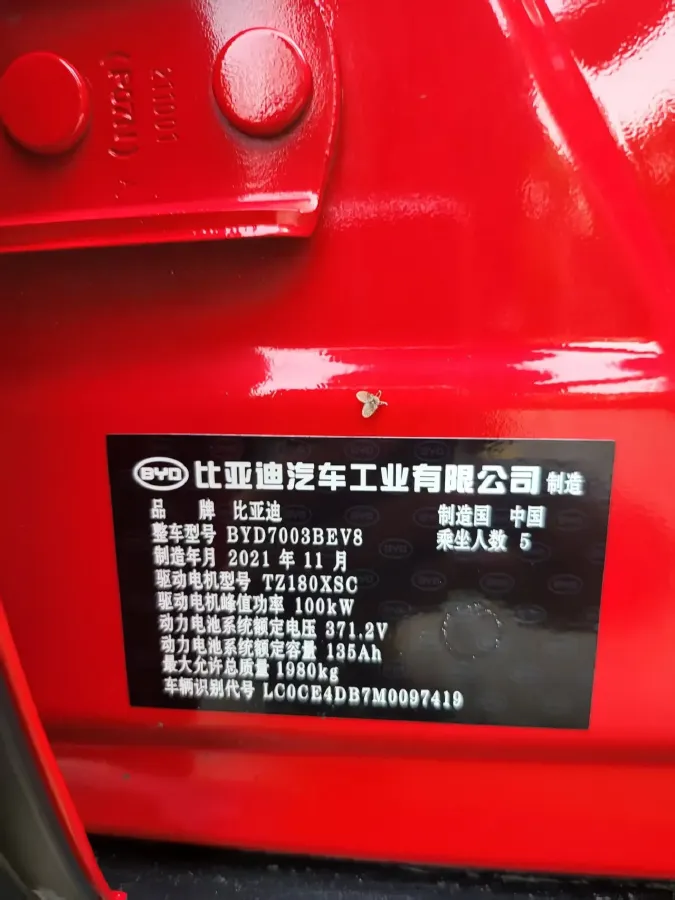 BYD 比亚迪汽车工业有限公司 制造
品 牌 比亚迪 制造国 中国
整车型号 BYD7003BEV8 乘坐人数 5
制造年月 2021 年 11 月
驱动电机型号 TZ180XSC
驱动电机峰值功率 100kW
动力电池系统额定电压 371.2V
动力电池系统额定容量 135Ah
最大允许总质量 1980kg
车辆识别代号 LC0CE4DB7M0097419